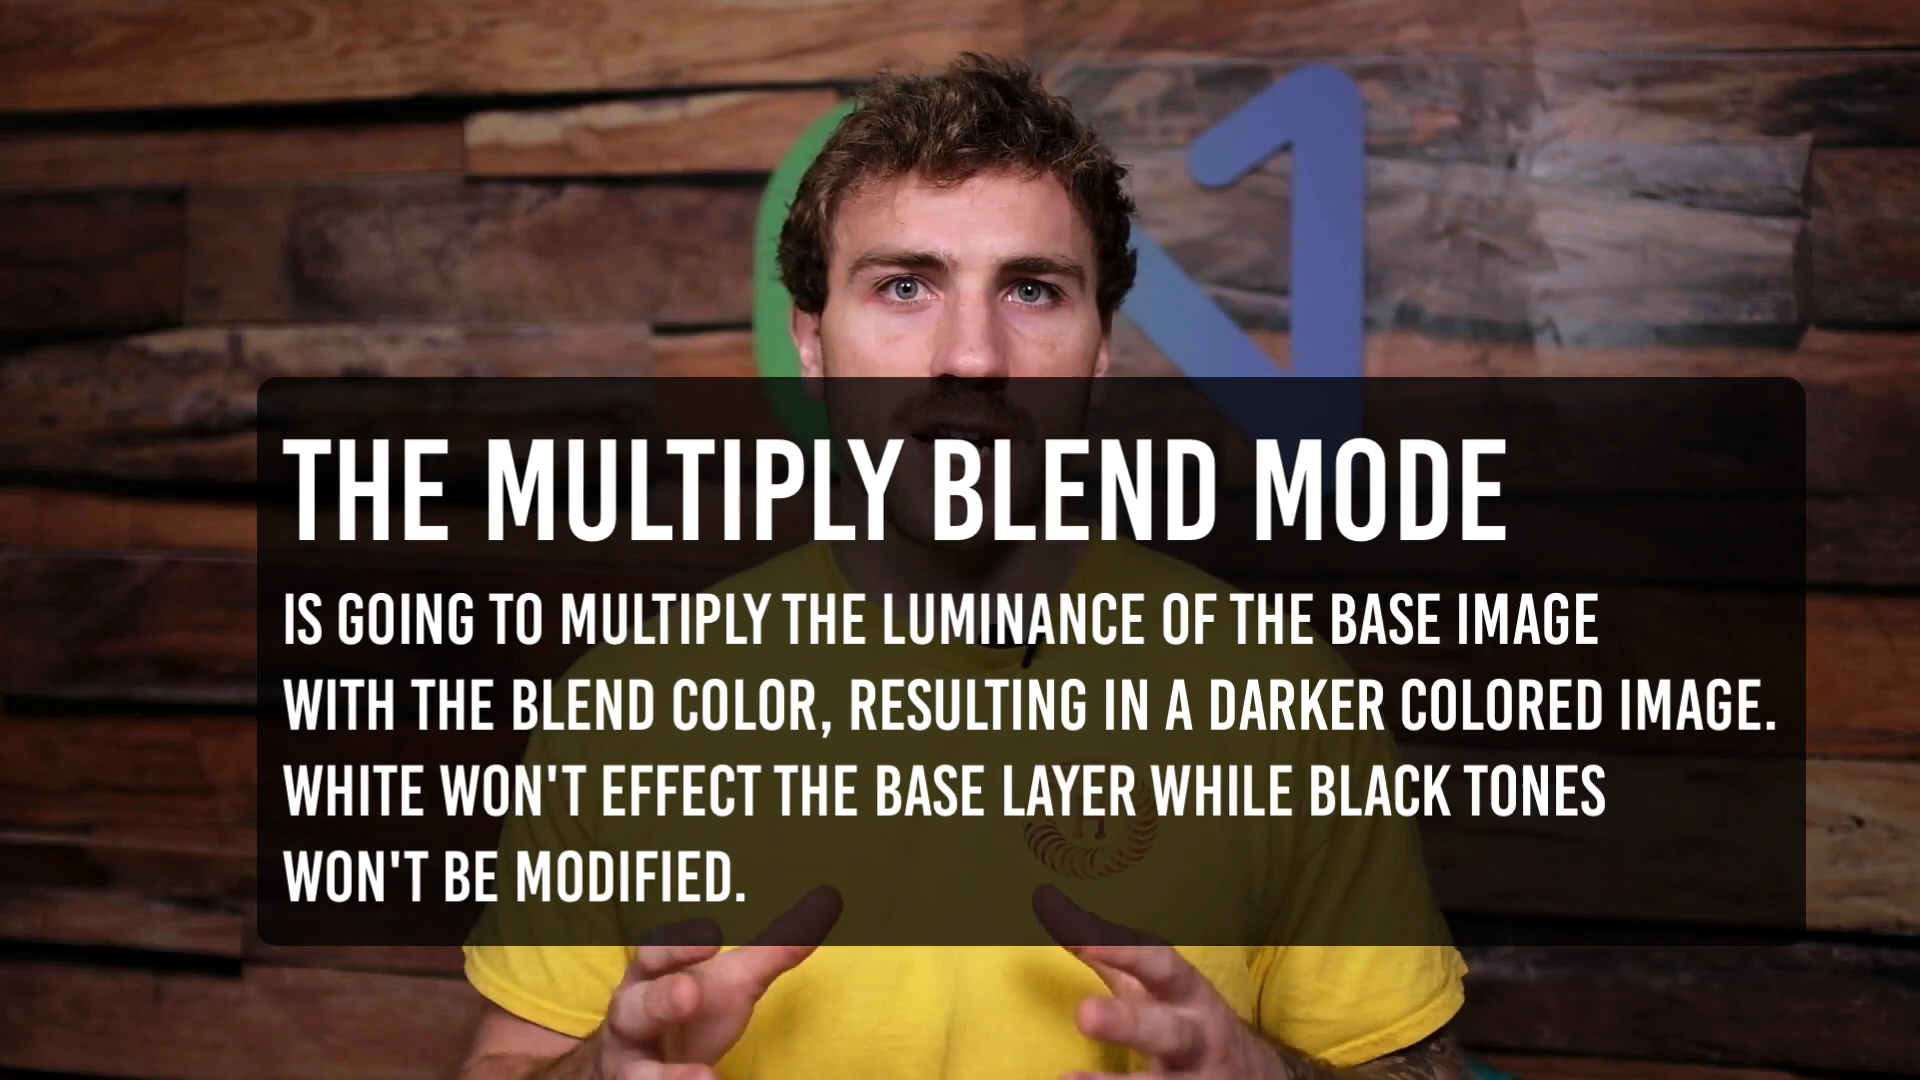 THE MULTIPLY BLEND MODE
IS GOING TO MULTIPLY THE LUMINANCE OF THE BASE IMAGE
WITH THE BLEND COLOR, RESULTING IN A DARKER COLORED IMAGE.
WHITE WON'T EFFECT THE BASE LAYER WHILE BLACK TONES
WON'T BE MODIFIED.